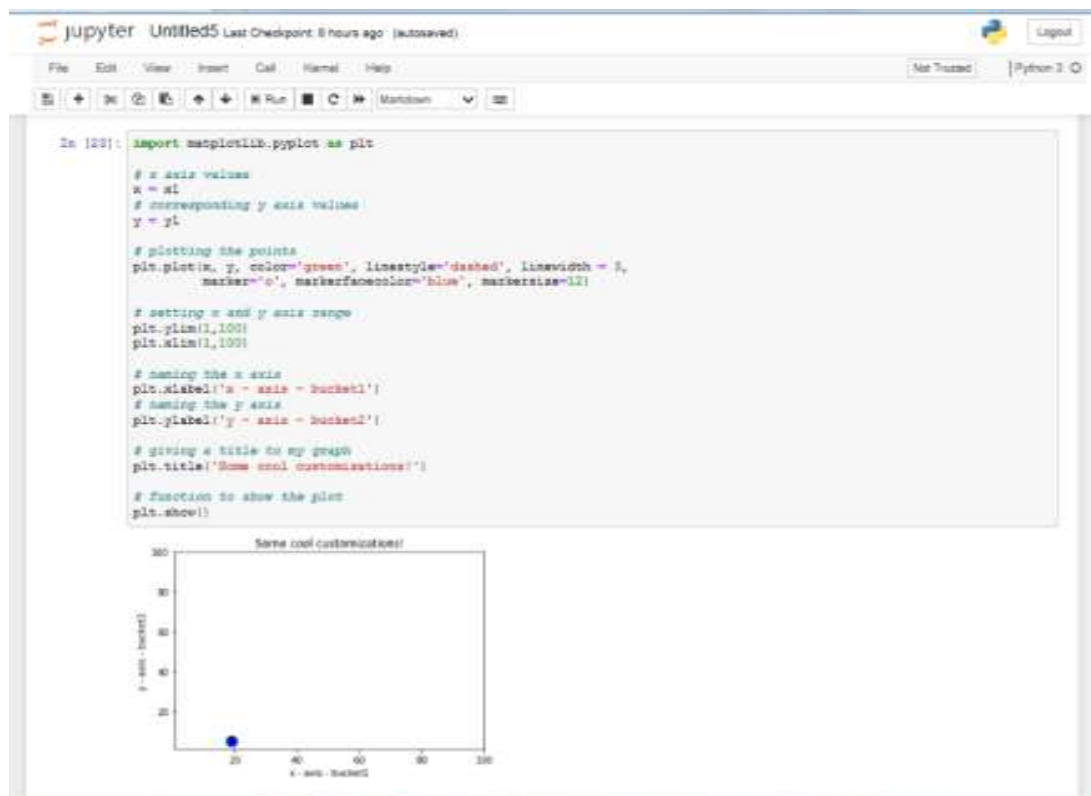 jupyter Untitled5 Last Checkpoint: 8 hours ago (autosaved)
Logout
File Edit View Insert Cell Kernel Help
Not Trusted Python 3
Run Markdown
In [28]: import matplotlib.pyplot as plt
# x axis values
x = x1
# corresponding y axis values
y = y1
# plotting the points
plt.plot(x, y, color='green', linestyle='dashed', linewidth = 3,
marker='o', markerfacecolor='blue', markersize=12)
# setting x and y axis range
plt.ylim(1,100)
plt.xlim(1,100)
# naming the x axis
plt.xlabel('x - axis - bucket1')
# naming the y axis
plt.ylabel('y - axis - bucket2')
# giving a title to my graph
plt.title('Some cool customizations!')
# function to show the plot
plt.show()
Some cool customizations!
100
80
60
40
20
y - axis - bucket2
20 40 60 80 100
x - axis - bucket1